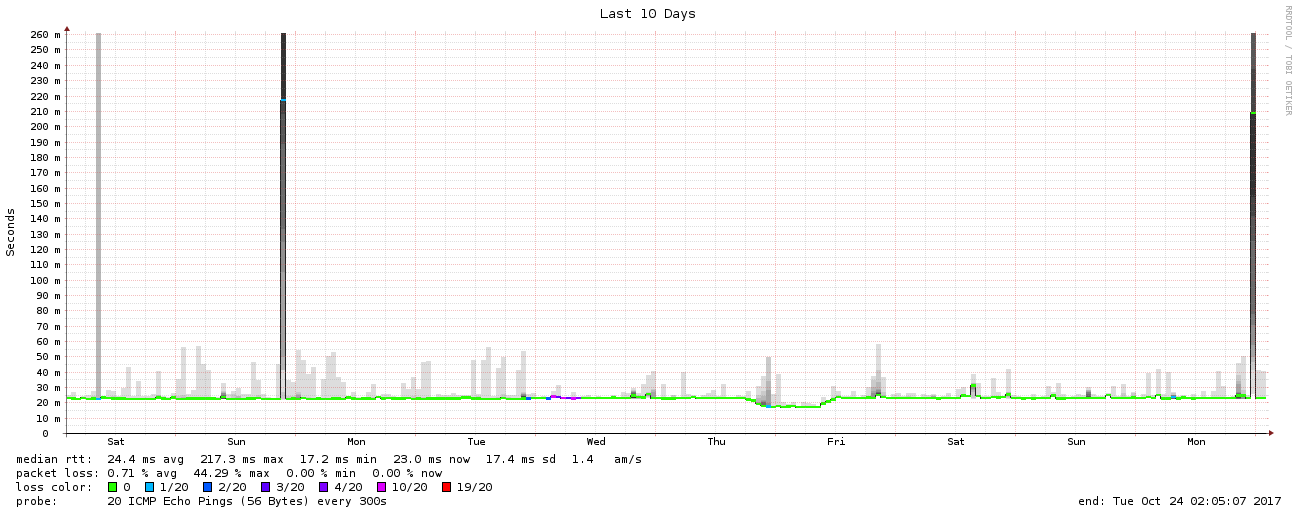 Last 10 Days
RRDTOOL / TOBI OETIKER
Seconds
260 m
250 m
240 m
230 m
220 m
210 m
200 m
190 m
180 m
170 m
160 m
150 m
140 m
130 m
120 m
110 m
100 m
90 m
80 m
70 m
60 m
50 m
40 m
30 m
20 m
10 m
0
Sat Sun Mon Tue Wed Thu Fri Sat Sun Mon
median rtt: 24.4 ms avg 217.3 ms max 17.2 ms min 23.0 ms now 17.4 ms sd 1.4 am/s
packet loss: 0.71 % avg 44.29 % max 0.00 % min 0.00 % now
loss color: 0 1/20 2/20 3/20 4/20 10/20 19/20
probe: 20 ICMP Echo Pings (56 Bytes) every 300s end: Tue Oct 24 02:05:07 2017